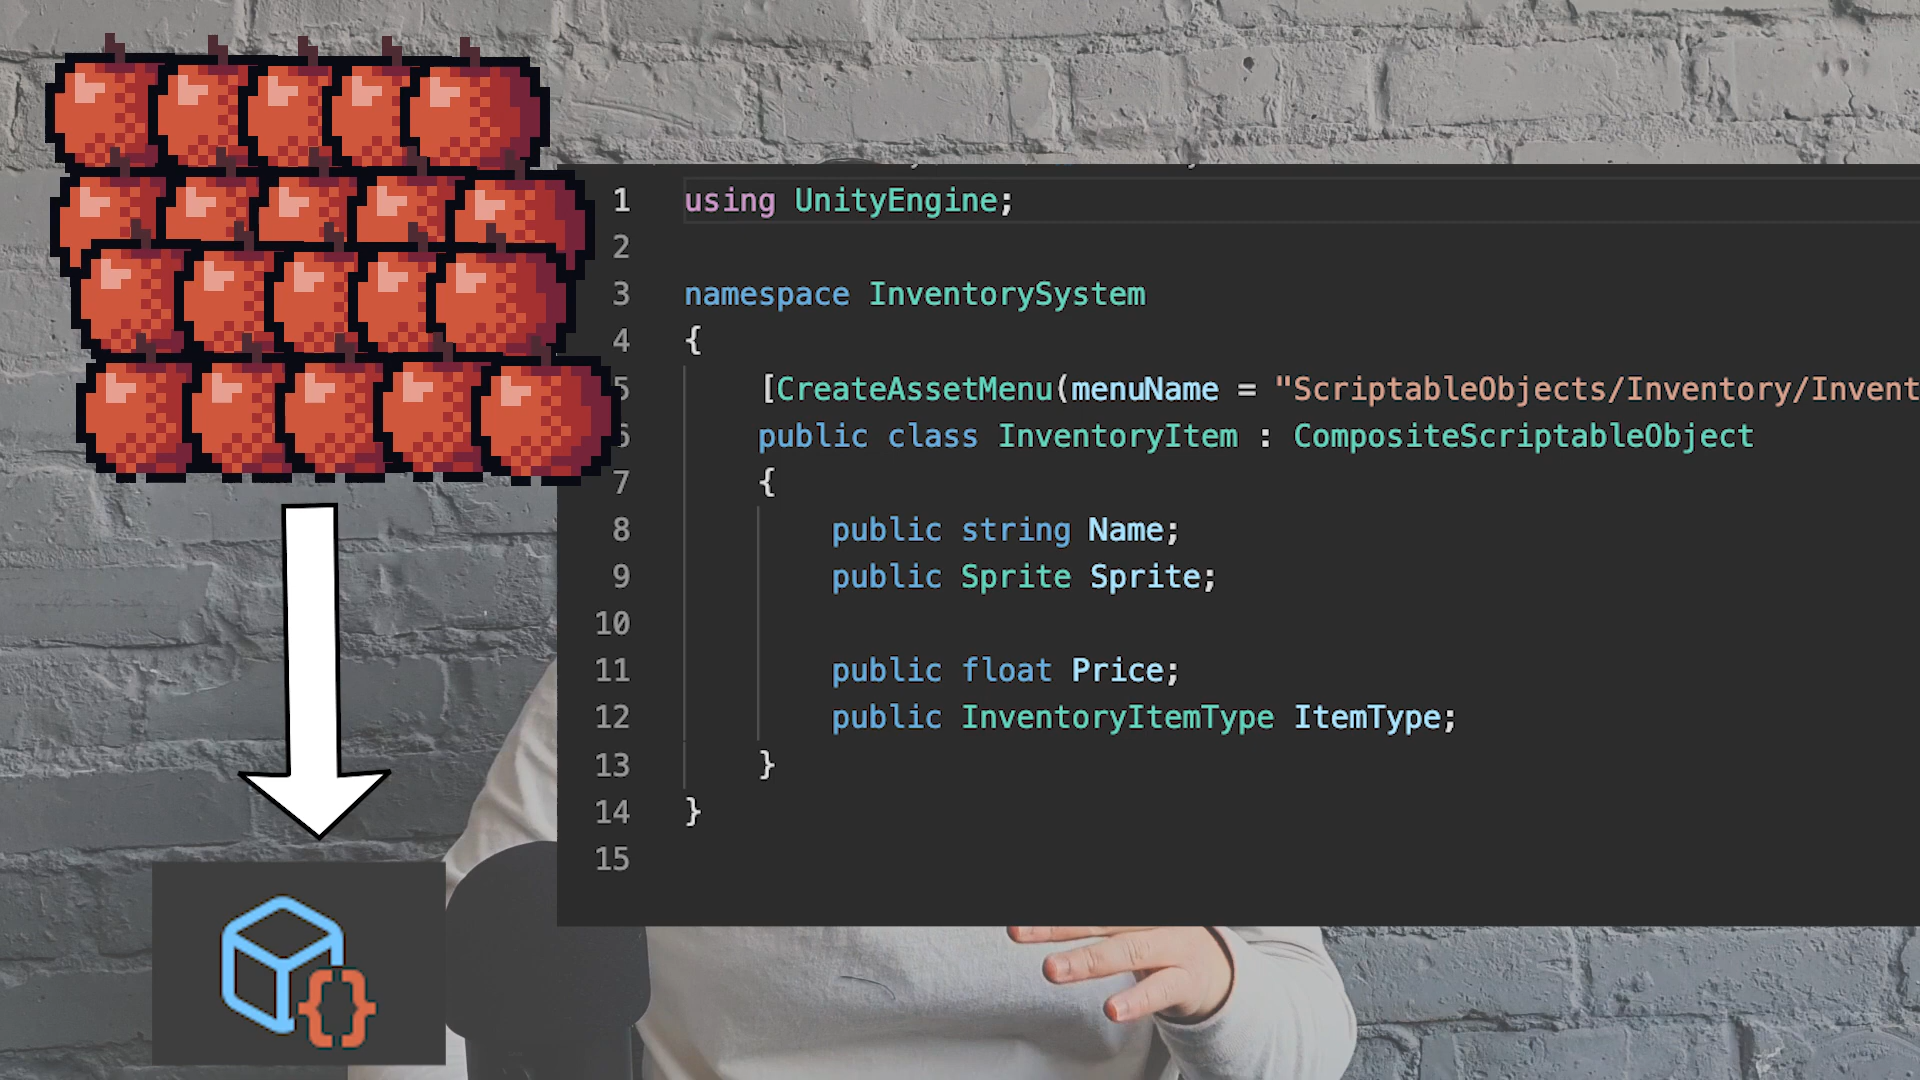 1 using UnityEngine;
2
3 namespace InventorySystem
4 {
5 [CreateAssetMenu(menuName = "ScriptableObjects/Inventory/Invent
6 public class InventoryItem : CompositeScriptableObject
7 {
8 public string Name;
9 public Sprite Sprite;
10
11 public float Price;
12 public InventoryItemType ItemType;
13 }
14 }
15
{}